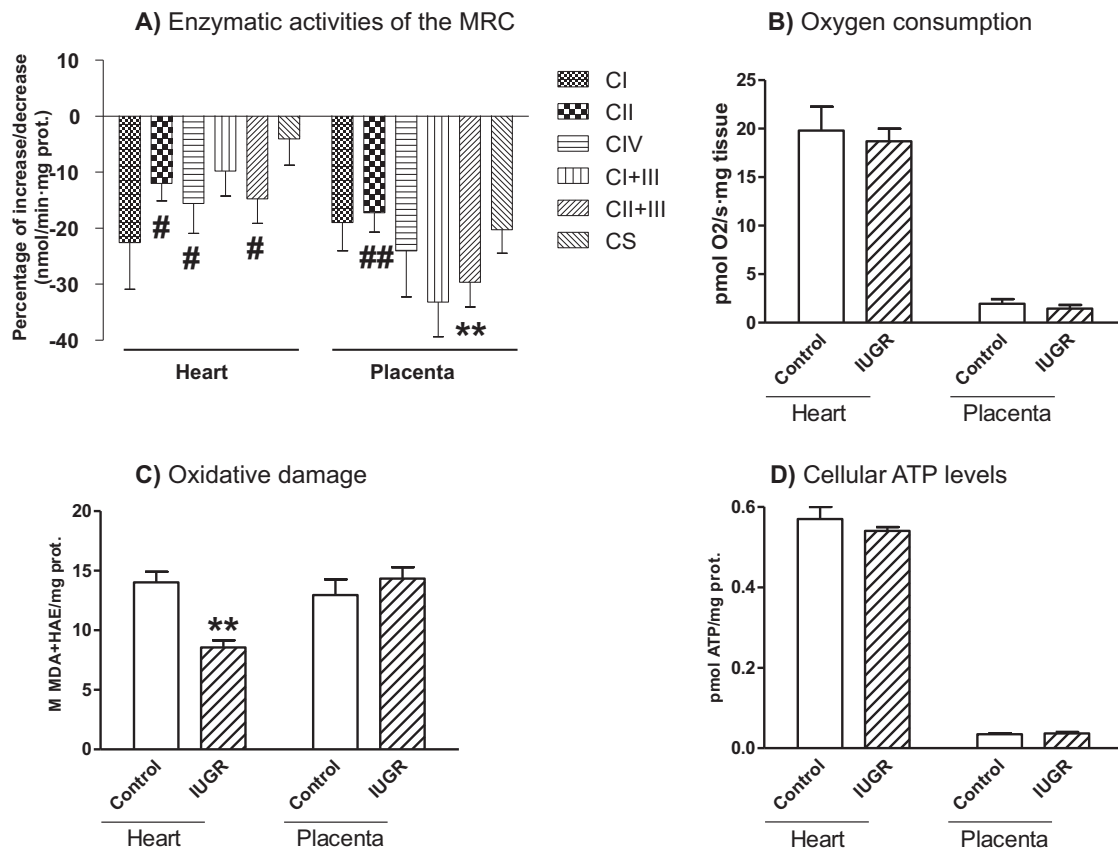 A) Enzymatic activities of the MRC
Percentage of increase/decrease
(nmol/min·mg prot.)
10
0
-10
-20
-30
-40
#
#
#
##
**
Heart
Placenta
CI
CII
CIV
CI+III
CII+III
CS
B) Oxygen consumption
pmol O2/s·mg tissue
25
20
15
10
5
0
Control
IUGR
Control
IUGR
Heart
Placenta
C) Oxidative damage
M MDA+HAE/mg prot.
20
15
10
5
0
**
Control
IUGR
Control
IUGR
Heart
Placenta
D) Cellular ATP levels
pmol ATP/mg prot.
0.6
0.4
0.2
0.0
Control
IUGR
Control
IUGR
Heart
Placenta